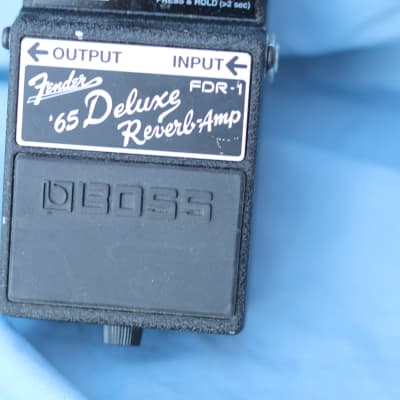 PRESS & HOLD (>2 sec)
OUTPUT INPUT
Fender FDR-1
'65 Deluxe
Reverb-Amp
BOSS